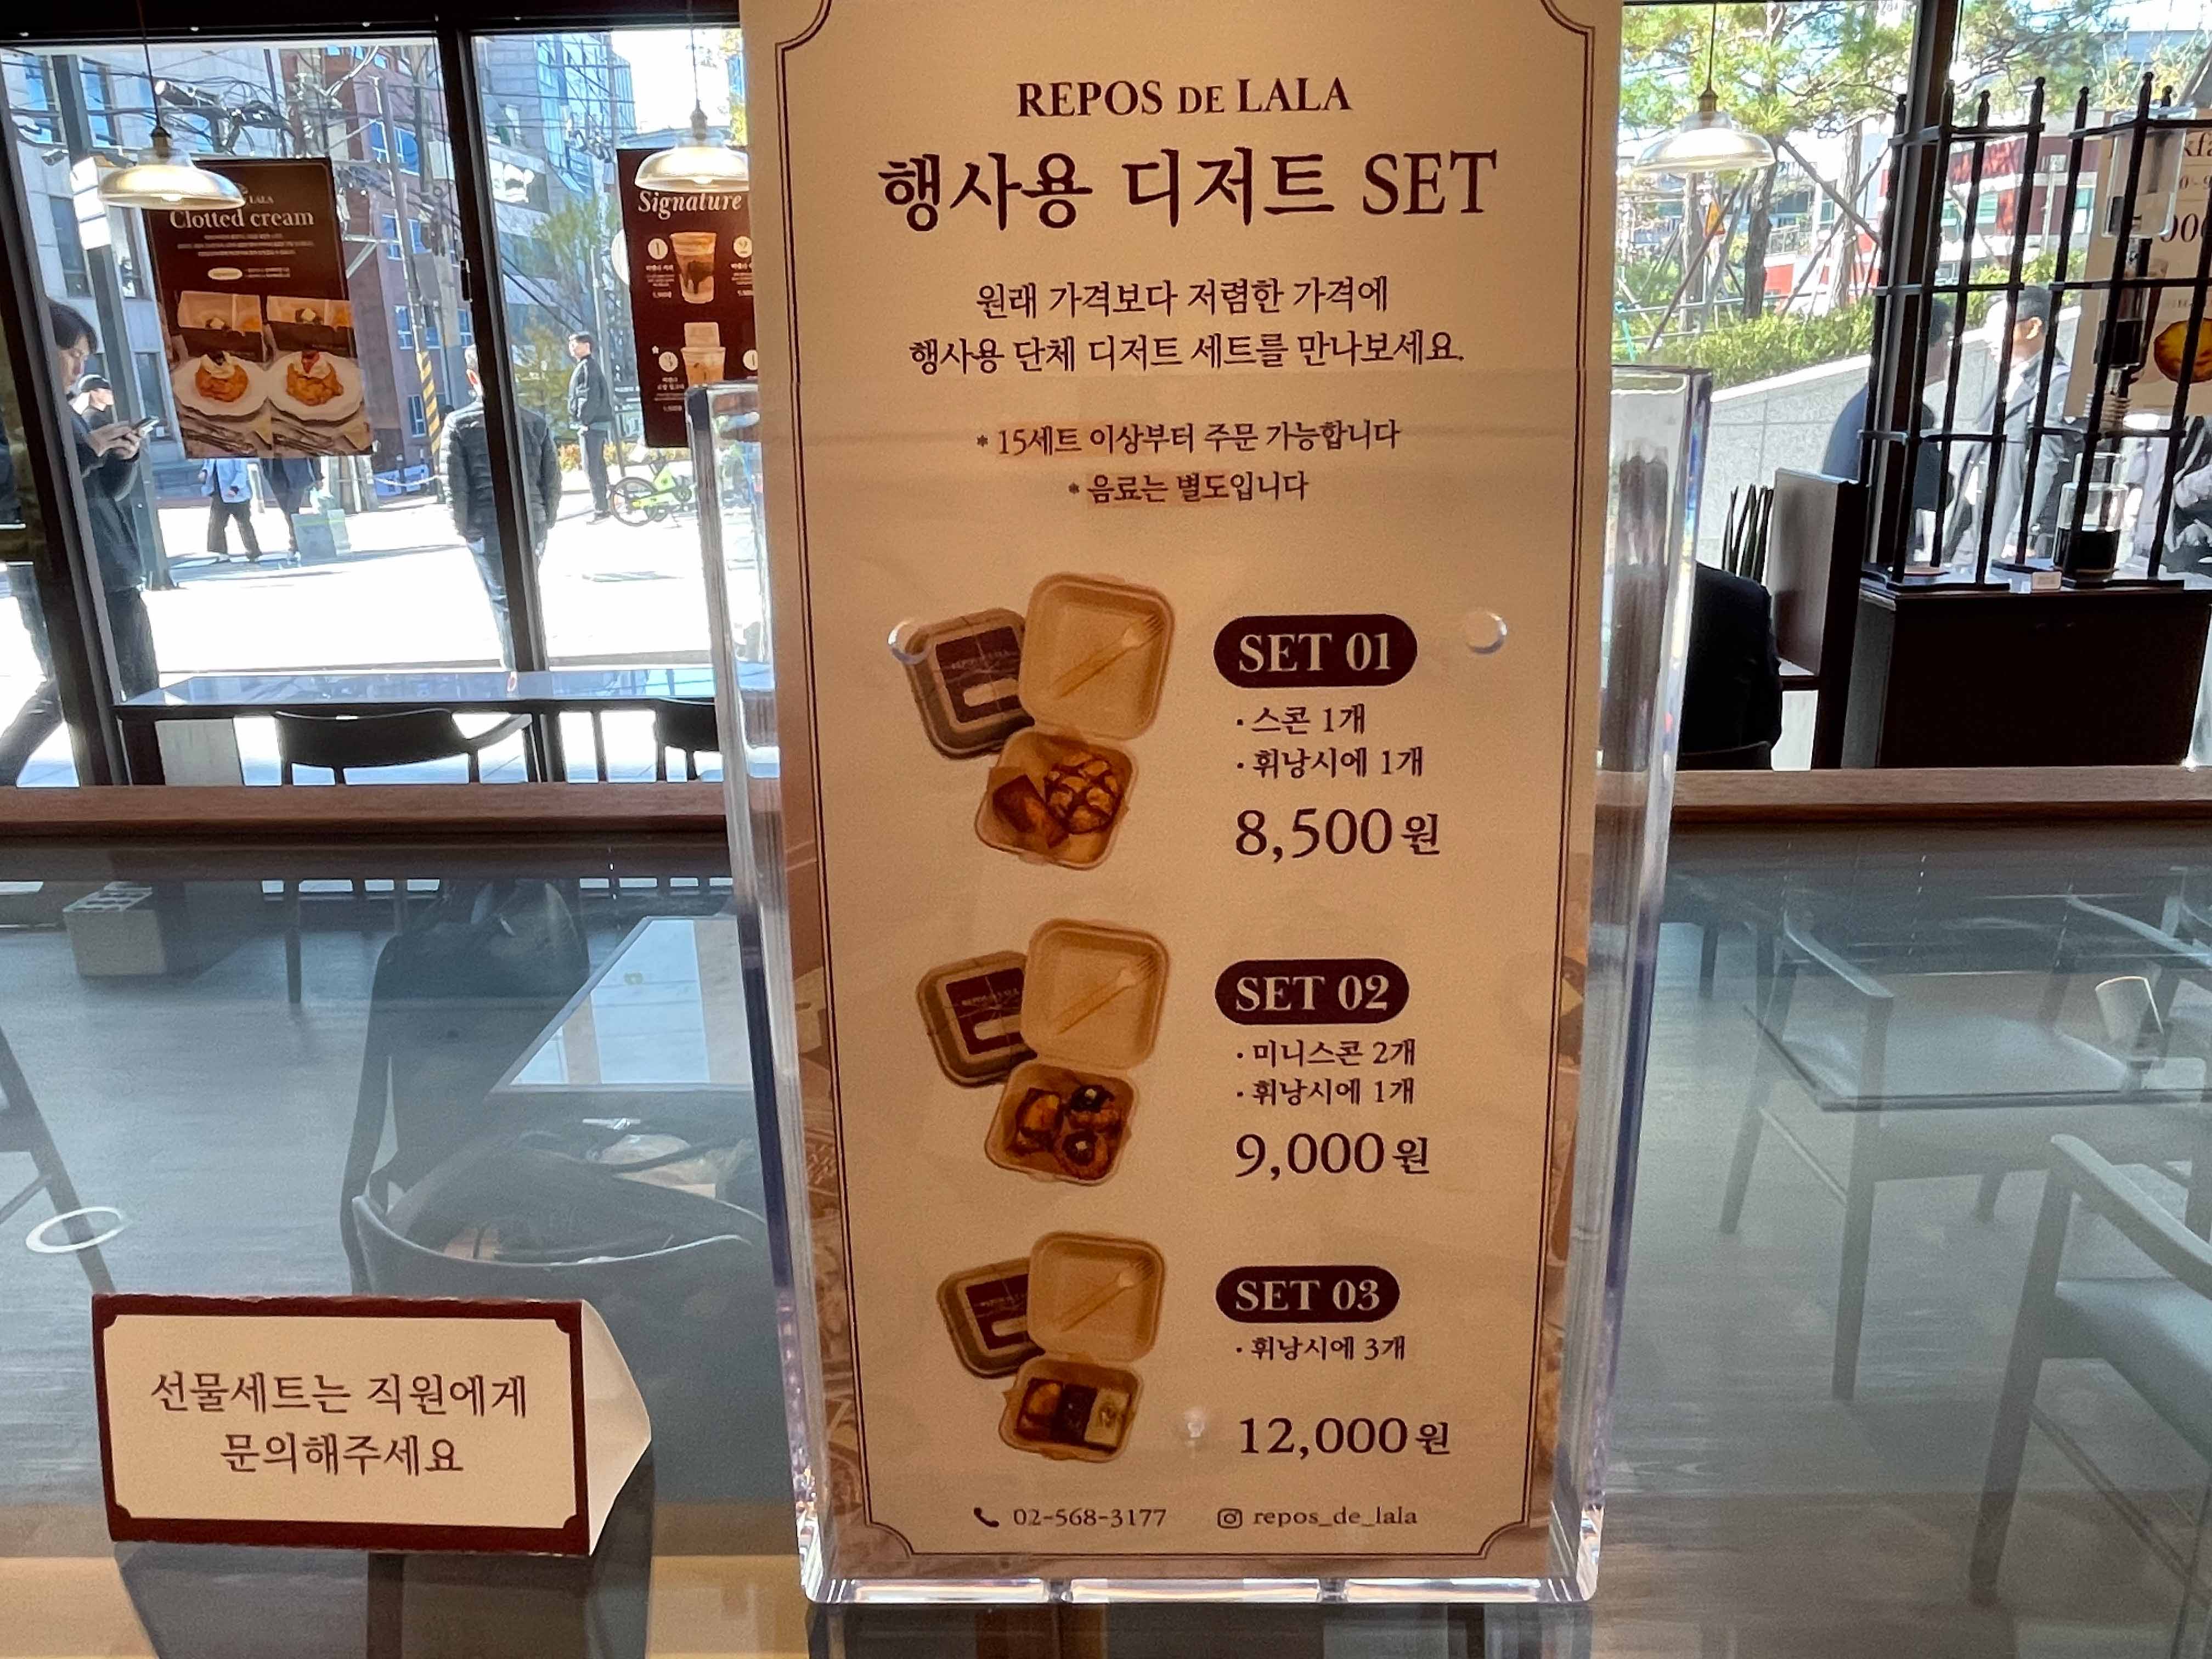 REPOS DE LALA
행사용 디저트 SET
원래 가격보다 저렴한 가격에
행사용 단체 디저트 세트를 만나보세요.
* 15세트 이상부터 주문 가능합니다
* 음료는 별도입니다
SET 01
· 스콘 1개
· 휘낭시에 1개
8,500원
SET 02
· 미니스콘 2개
· 휘낭시에 1개
9,000원
SET 03
· 휘낭시에 3개
12,000원
02-568-3177 repos_de_lala
선물세트는 직원에게
문의해주세요
LALA
Clotted cream
Signature
1 2
3